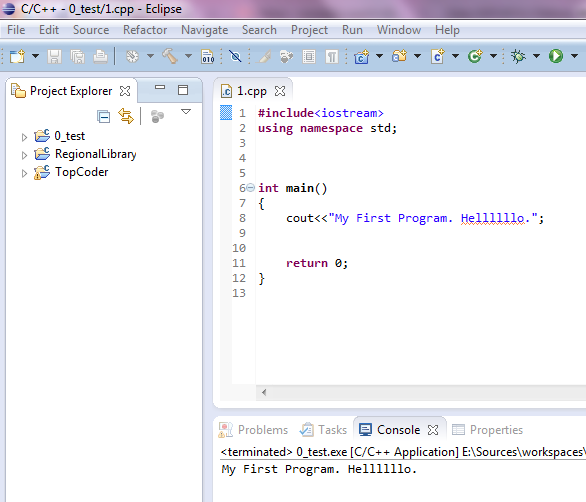 C/C++ - 0_test/1.cpp - Eclipse
File Edit Source Refactor Navigate Search Project Run Window Help
010
Project Explorer
0_test
RegionalLibrary
TopCoder
1.cpp
1 #include<iostream>
2 using namespace std;
3
4
5
6 int main()
7 {
8 cout<<"My First Program. Hellllllo.";
9
10
11 return 0;
12 }
13
Problems Tasks Console Properties
<terminated> 0_test.exe [C/C++ Application] E:\Sources\workspaces\
My First Program. Hellllllo.